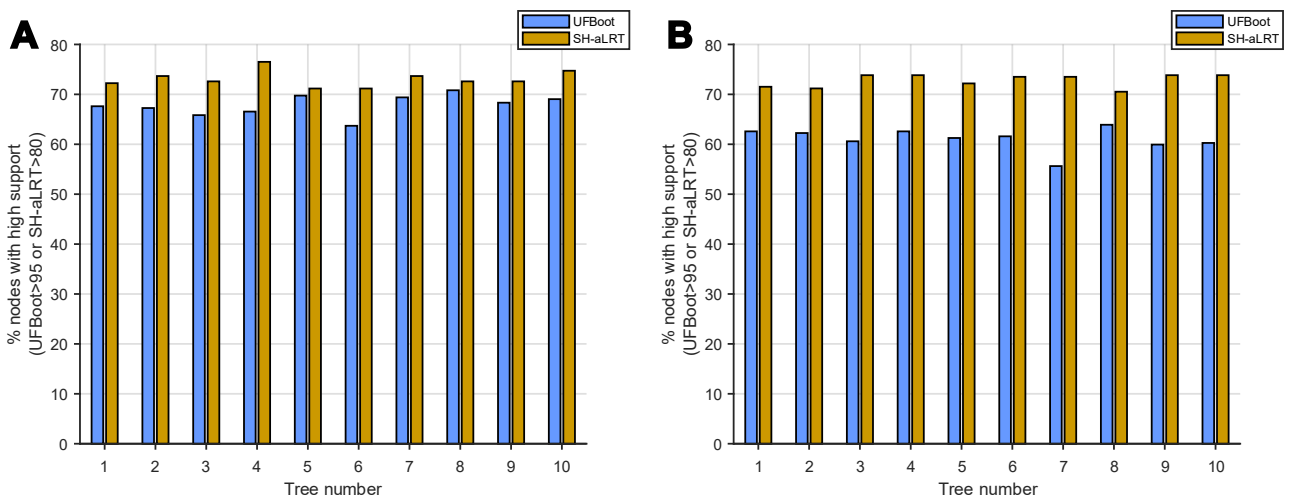 A
UFBoot
SH-aLRT
80
70
60
50
40
30
20
10
0
% nodes with high support
(UFBoot>95 or SH-aLRT>80)
1 2 3 4 5 6 7 8 9 10
Tree number
B
UFBoot
SH-aLRT
80
70
60
50
40
30
20
10
0
% nodes with high support
(UFBoot>95 or SH-aLRT>80)
1 2 3 4 5 6 7 8 9 10
Tree number